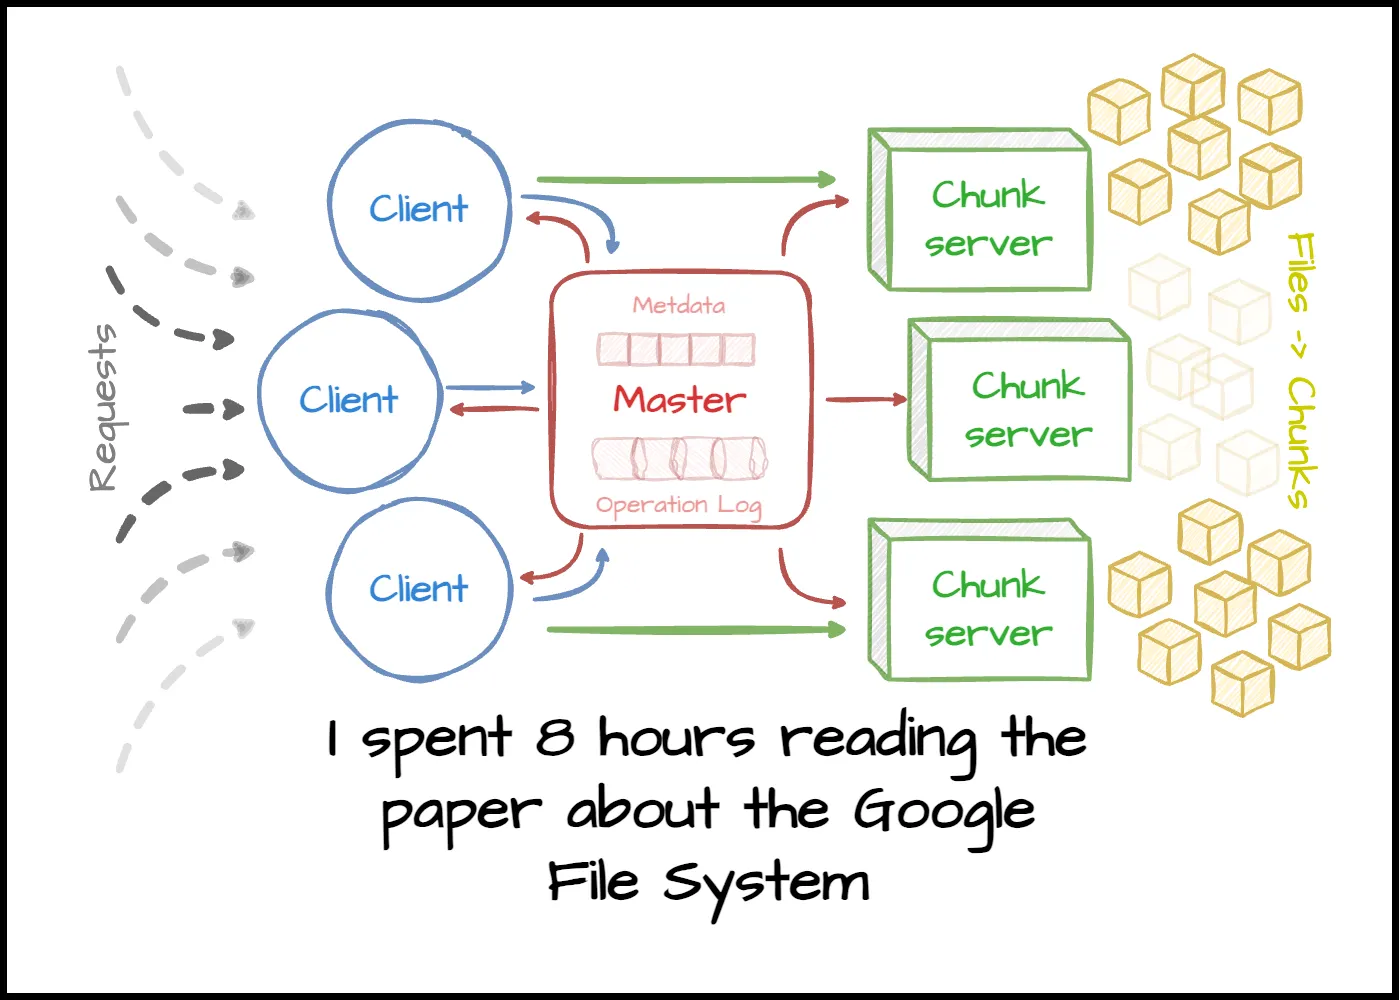 Client
Chunk
server
Files -> Chunks
Metdata
Requests
Client
Master
Chunk
server
Operation Log
Client
Chunk
server
I spent 8 hours reading the
paper about the Google
File System